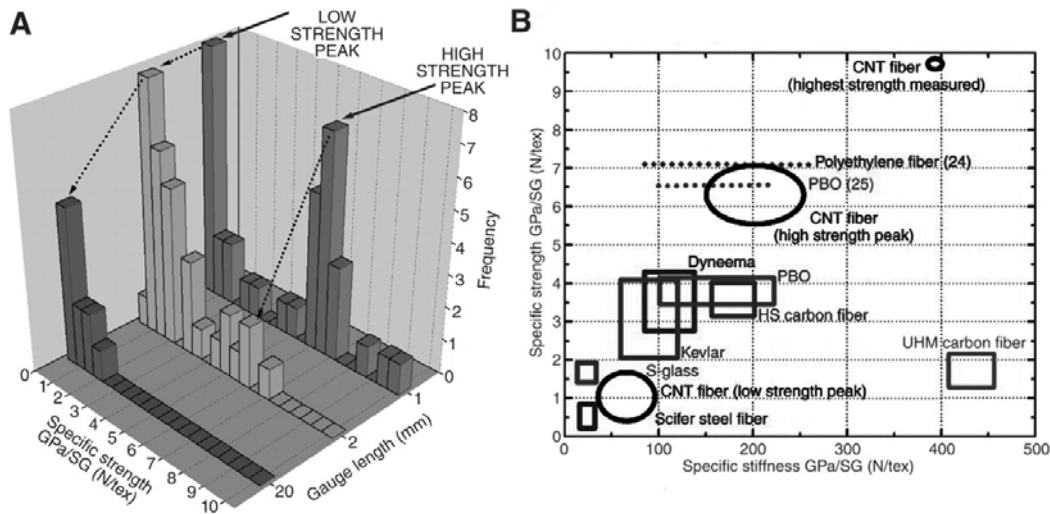 A
LOW
STRENGTH
PEAK
HIGH
STRENGTH
PEAK
8
7
6
5
4
3
2
1
0
Frequency
0
1
2
3
4
5
6
7
8
9
10
Specific strength
GPa/SG (N/tex)
0
1
2
20
Gauge length (mm)
B
10
9
8
7
6
5
4
3
2
1
0
Specific strength GPa/SG (N/tex)
CNT fiber
(highest strength measured)
Polyethylene fiber (24)
PBO (25)
CNT fiber
(high strength peak)
Dyneema
PBO
HS carbon fiber
Kevlar
UHM carbon fiber
S-glass
CNT fiber (low strength peak)
Scifer steel fiber
100
200
300
400
500
Specific stiffness GPa/SG (N/tex)